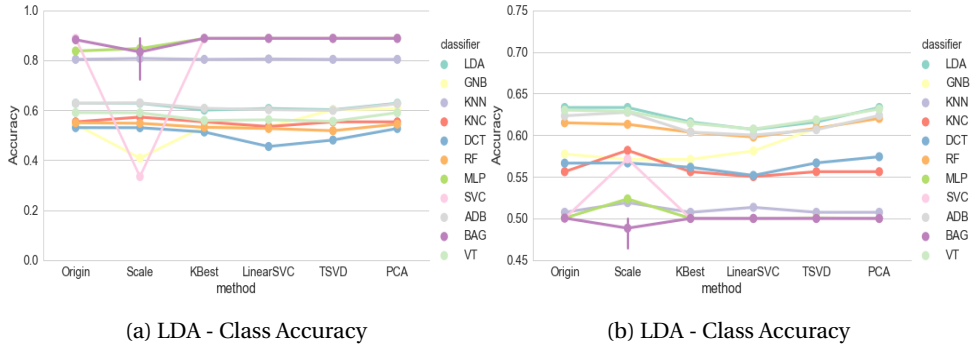 1.0
0.8
0.6
0.4
0.2
0.0
Accuracy
Origin Scale KBest LinearSVC TSVD PCA
method
classifier
LDA
GNB
KNN
KNC
DCT
RF
MLP
SVC
ADB
BAG
VT
(a) LDA - Class Accuracy
0.75
0.70
0.65
0.60
0.55
0.50
0.45
Accuracy
Origin Scale KBest LinearSVC TSVD PCA
method
classifier
LDA
GNB
KNN
KNC
DCT
RF
MLP
SVC
ADB
BAG
VT
(b) LDA - Class Accuracy